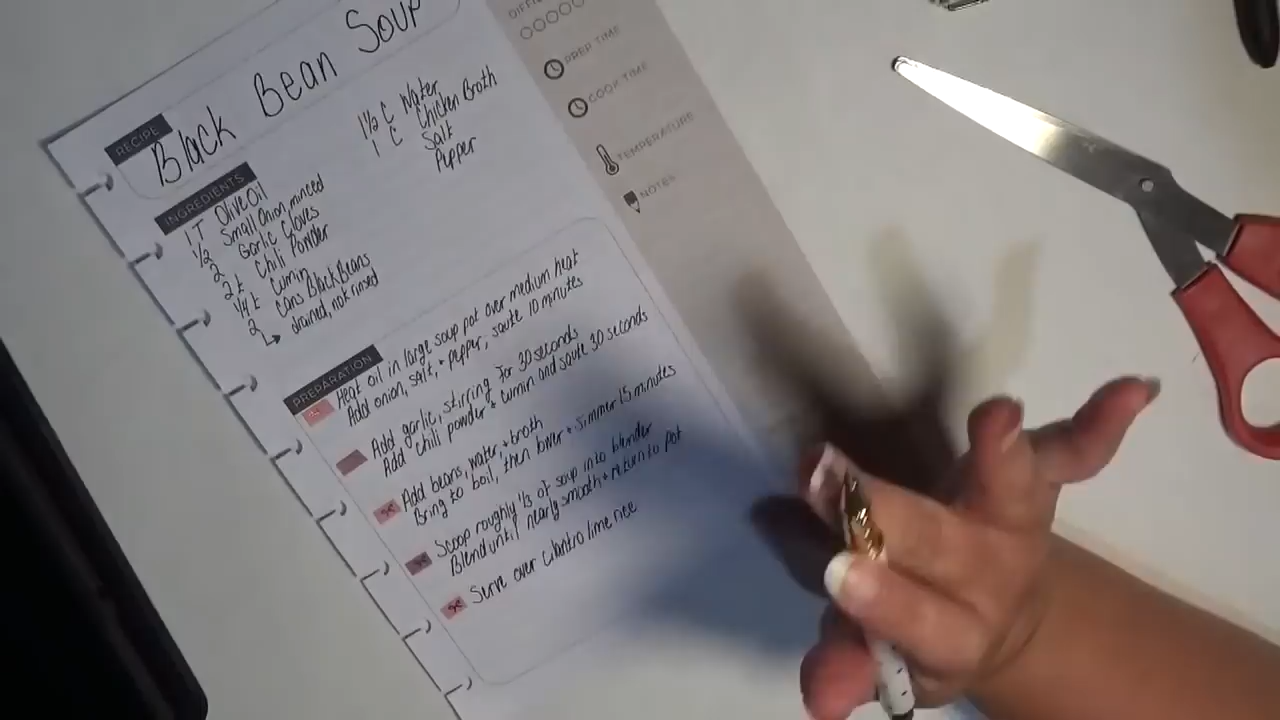 RECIPE
Black Bean Soup
INGREDIENTS
1 T Olive Oil
1/2 Small Onion, minced
2 Garlic Cloves
2 t Chili Powder
1/4 t Cumin
2 Cans Black Beans
↳ drained, not rinsed
1 1/2 C Water
1 C Chicken Broth
Salt
Pepper
PREPARATION
Heat oil in large soup pot over medium heat
Add onion, salt, + pepper, saute 10 minutes
Add garlic, stirring for 30 seconds
Add chili powder + cumin and saute 30 seconds
Add beans, water, + broth
Bring to boil, then lower + simmer 15 minutes
Scoop roughly 1/3 of soup into blender
Blend until nearly smooth + return to pot
Serve over cilantro lime rice
PREP TIME
COOK TIME
TEMPERATURE
NOTES